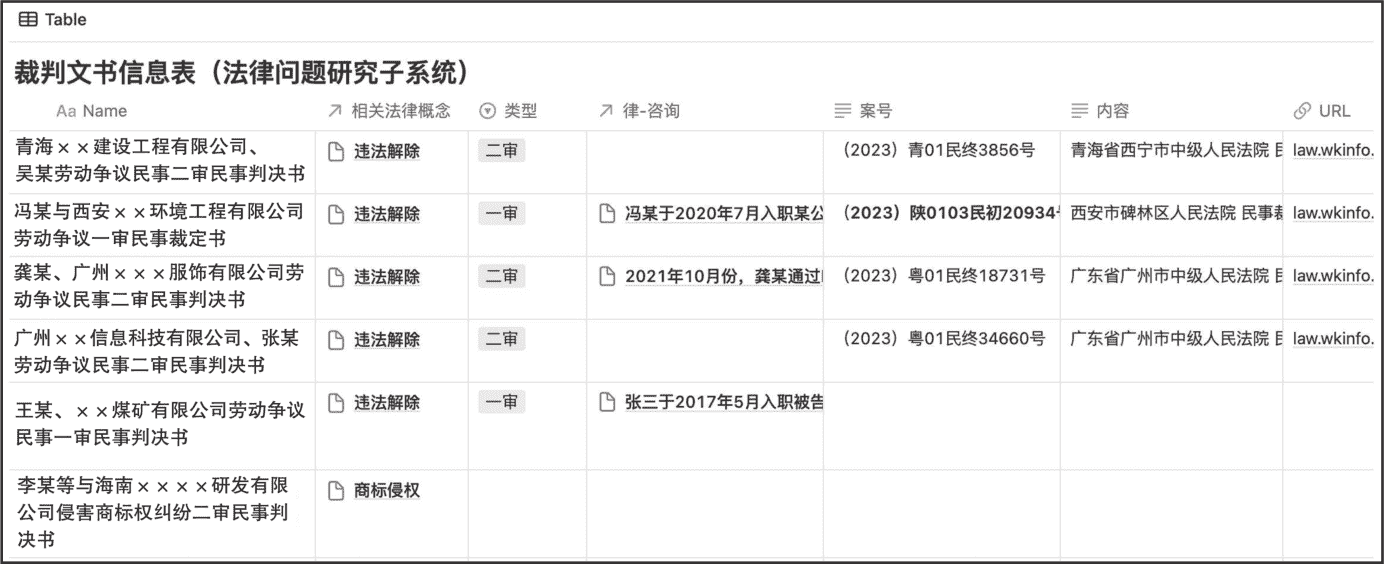 Table
裁判文书信息表（法律问题研究子系统）
Aa Name
相关法律概念
类型
律-咨询
案号
内容
URL
青海××建设工程有限公司、
吴某劳动争议民事二审民事判决书
违法解除
二审
（2023）青01民终3856号
青海省西宁市中级人民法院
law.wkinfo.
冯某与西安××环境工程有限公司
劳动争议一审民事裁定书
违法解除
一审
冯某于2020年7月入职某公
（2023）陕0103民初20934号
西安市碑林区人民法院 民事裁
law.wkinfo.
龚某、广州×××服饰有限公司劳
动争议民事二审民事判决书
违法解除
二审
2021年10月份，龚某通过
（2023）粤01民终18731号
广东省广州市中级人民法院
law.wkinfo.
广州××信息科技有限公司、张某
劳动争议民事二审民事判决书
违法解除
二审
（2023）粤01民终34660号
广东省广州市中级人民法院
law.wkinfo.
王某、××煤矿有限公司劳动争议
民事一审民事判决书
违法解除
一审
张三于2017年5月入职被告
李某等与海南××××研发有限
公司侵害商标权纠纷二审民事判
决书
商标侵权